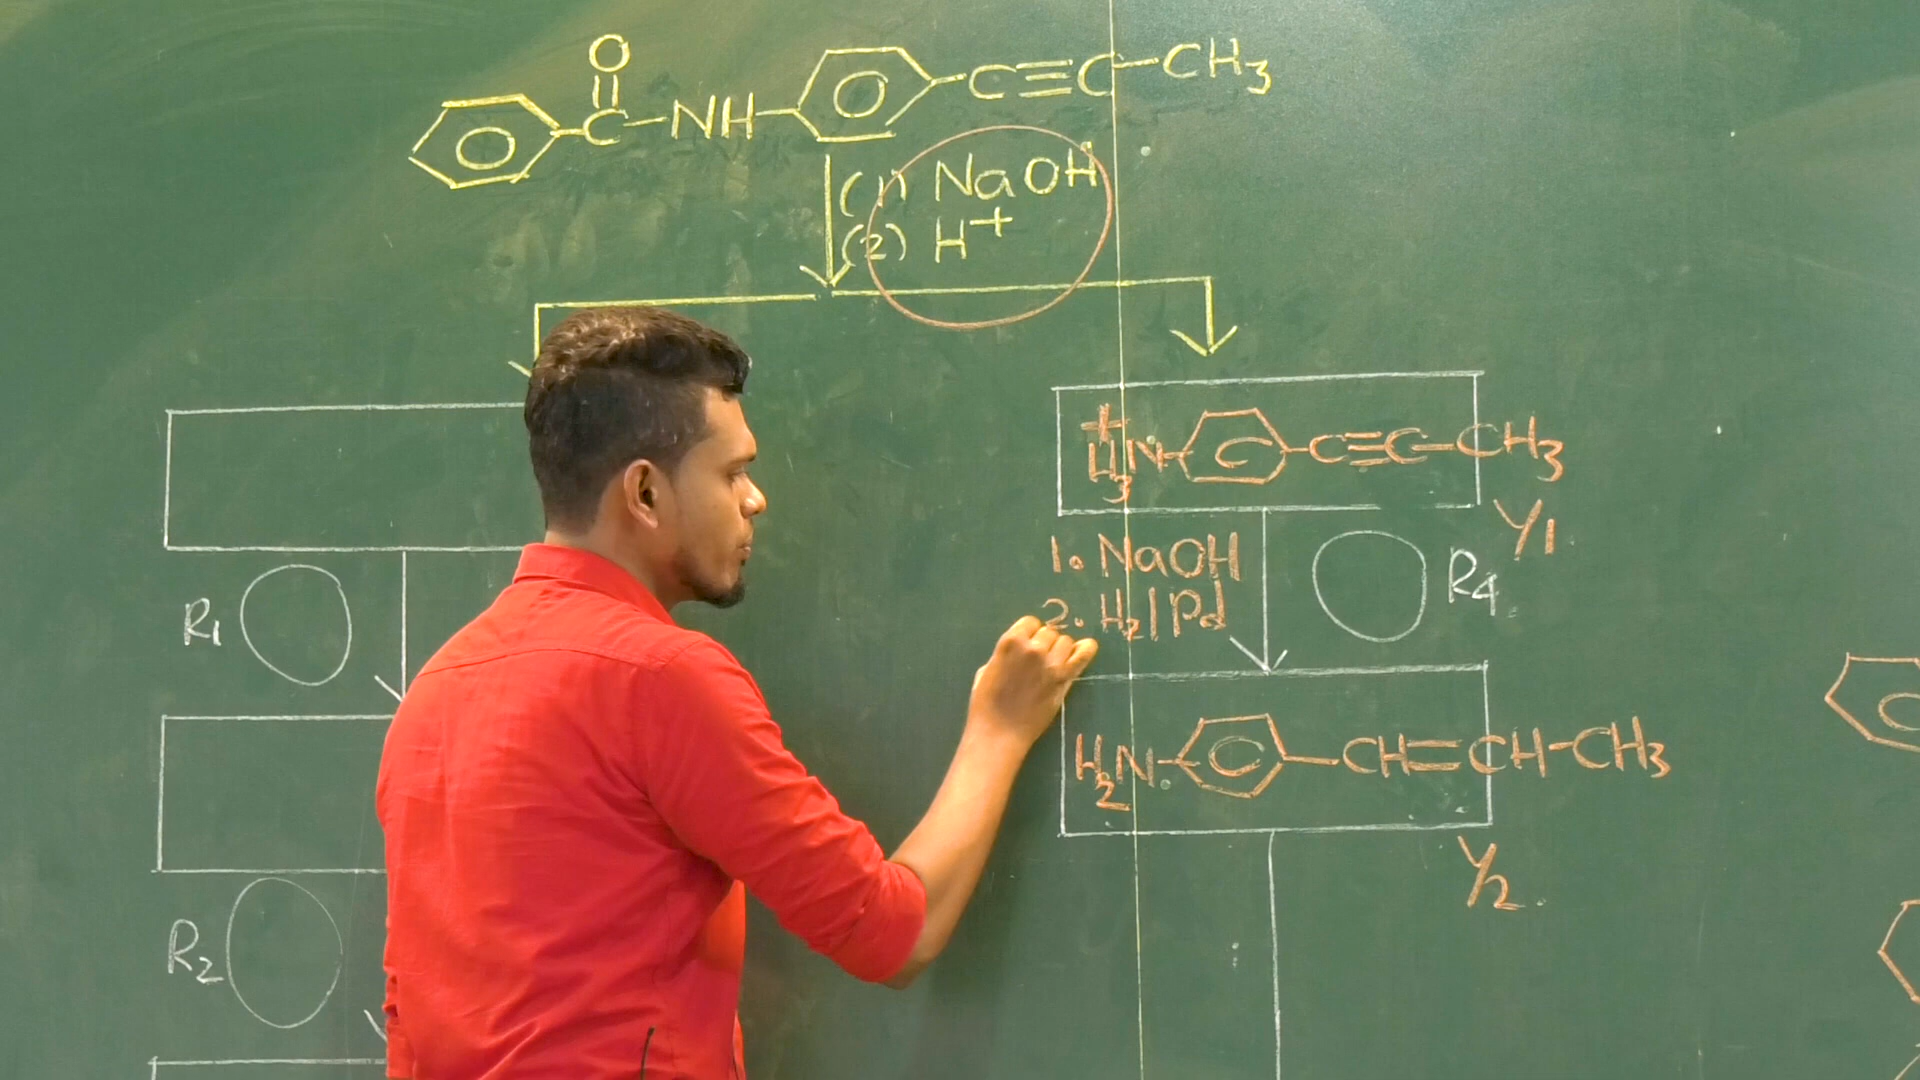 O
C-NH-
-C≡C-CH3
(1) NaOH
(2) H+
+
H3N-
-C≡C-CH3
Y1
1. NaOH
2. H2/Pd
R4
R1
H2N-
-CH=CH-CH3
Y2
R2